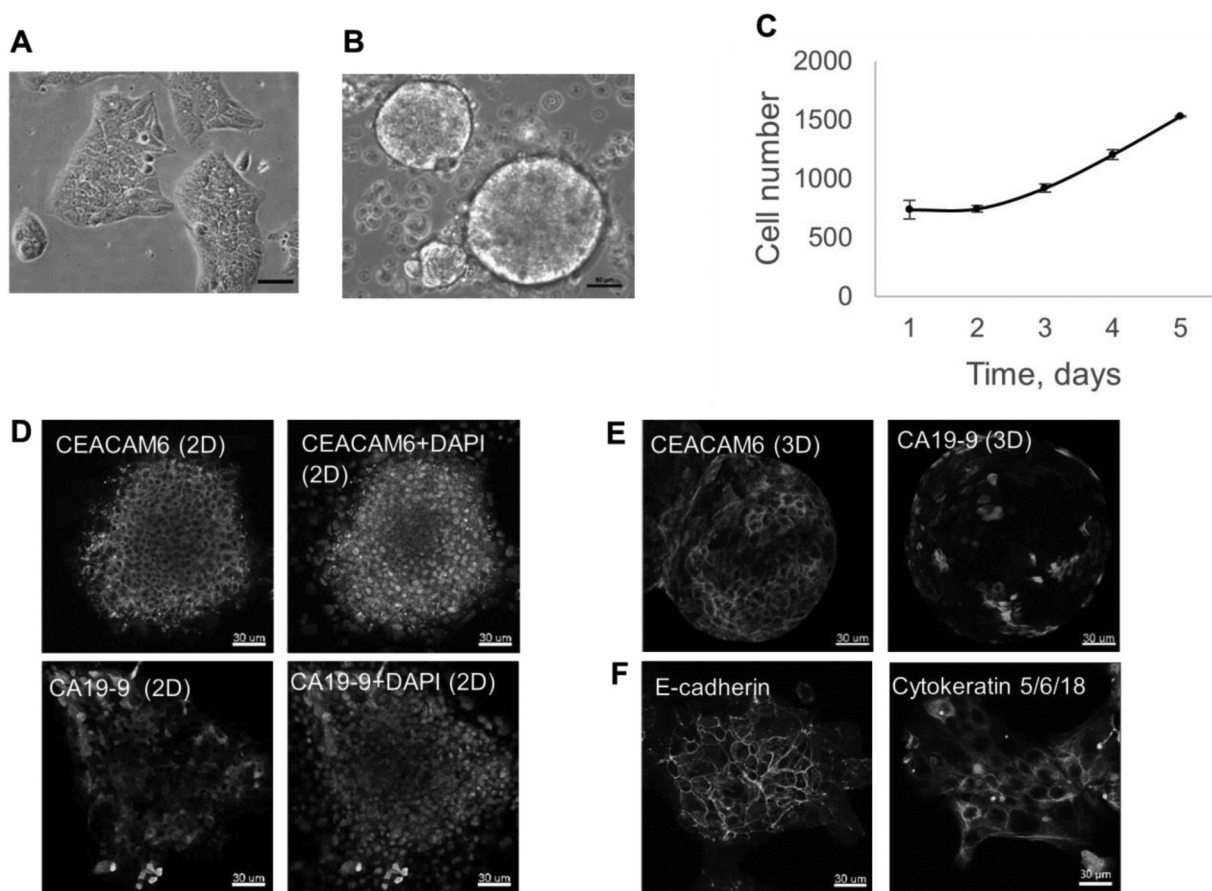 A
B
50 µm
C
2000
1500
1000
500
0
Cell number
1
2
3
4
5
Time, days
D
CEACAM6 (2D)
30 um
CEACAM6+DAPI
(2D)
30 um
CA19-9 (2D)
30 um
CA19-9+DAPI (2D)
30 um
E
CEACAM6 (3D)
30 um
CA19-9 (3D)
30 um
F
E-cadherin
30 um
Cytokeratin 5/6/18
30 µm